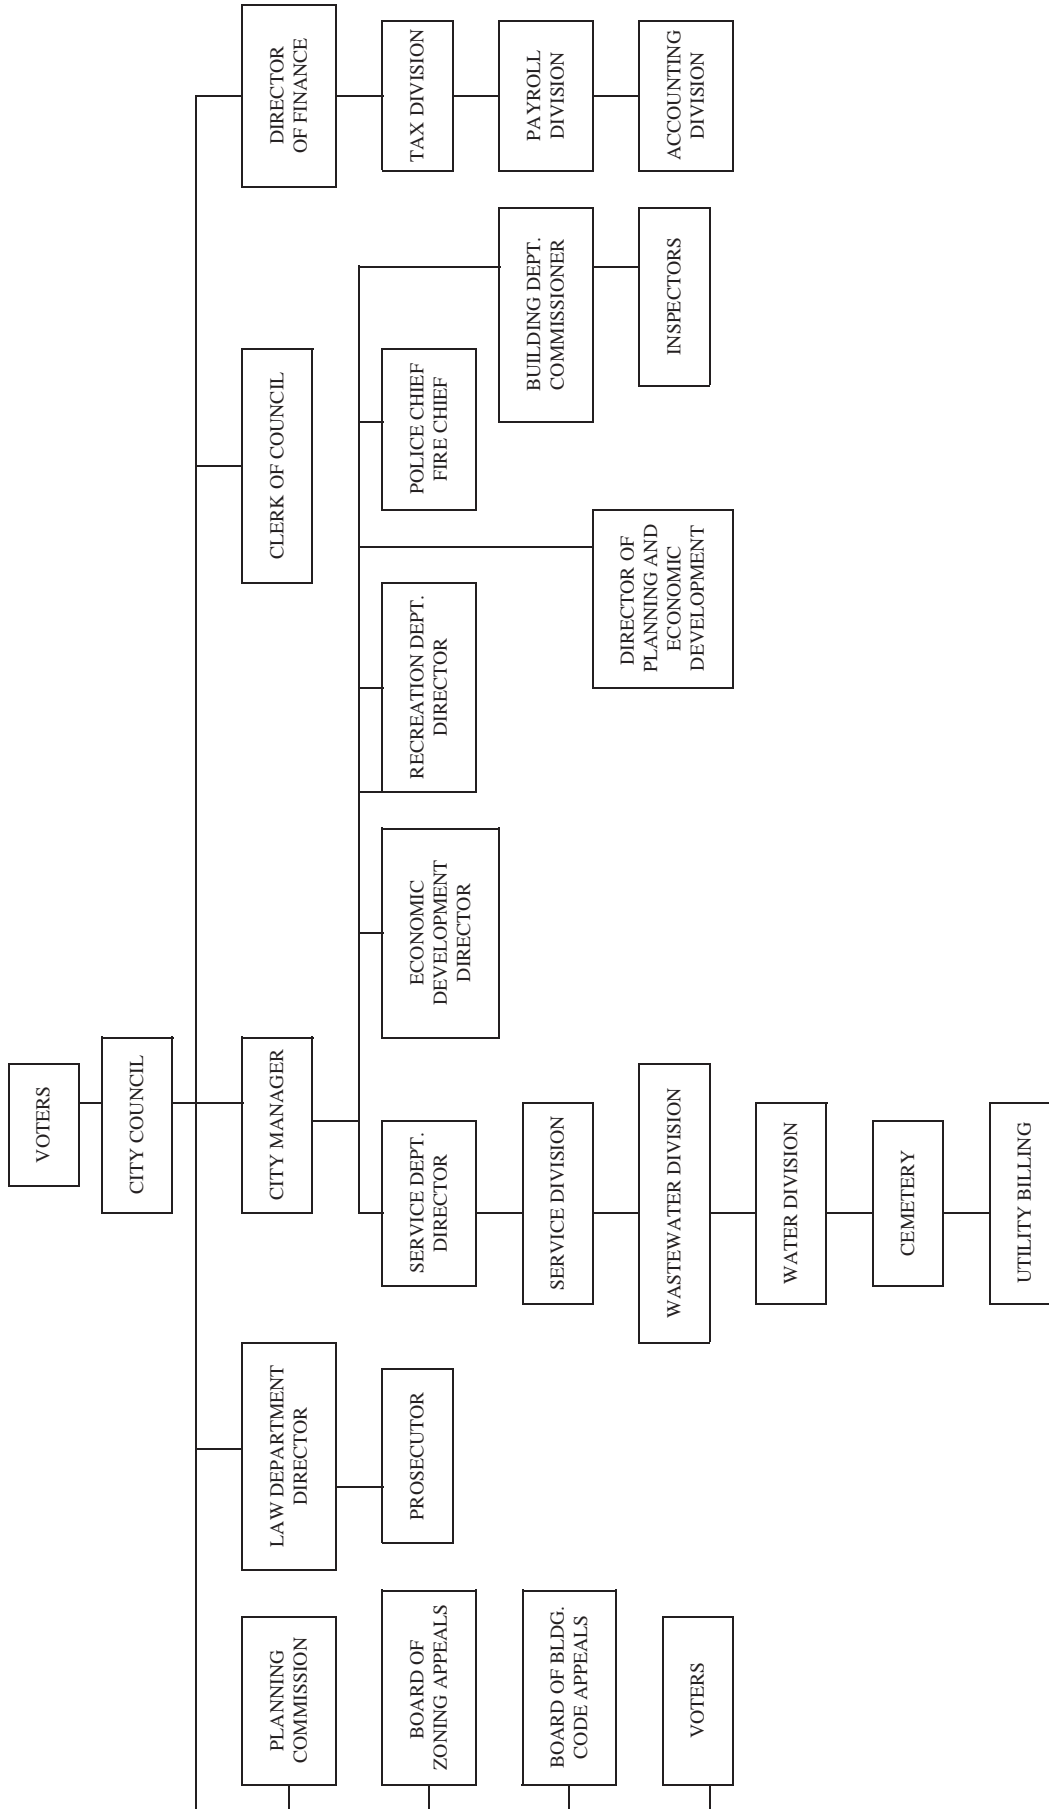 VOTERS
CITY COUNCIL
PLANNING
COMMISSION
LAW DEPARTMENT
DIRECTOR
CITY MANAGER
CLERK OF COUNCIL
DIRECTOR
OF FINANCE
BOARD OF
ZONING APPEALS
PROSECUTOR
SERVICE DEPT.
DIRECTOR
ECONOMIC
DEVELOPMENT
DIRECTOR
RECREATION DEPT.
DIRECTOR
POLICE CHIEF
FIRE CHIEF
TAX DIVISION
BOARD OF BLDG.
CODE APPEALS
SERVICE DIVISION
BUILDING DEPT.
COMMISSIONER
PAYROLL
DIVISION
VOTERS
WASTEWATER DIVISION
DIRECTOR OF
PLANNING AND
ECONOMIC
DEVELOPMENT
INSPECTORS
ACCOUNTING
DIVISION
WATER DIVISION
CEMETERY
UTILITY BILLING